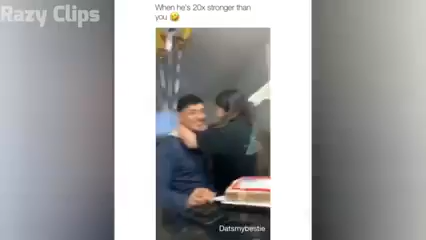 Razy Clips
When he's 20x stronger than
you 🤣
Datsmybestie